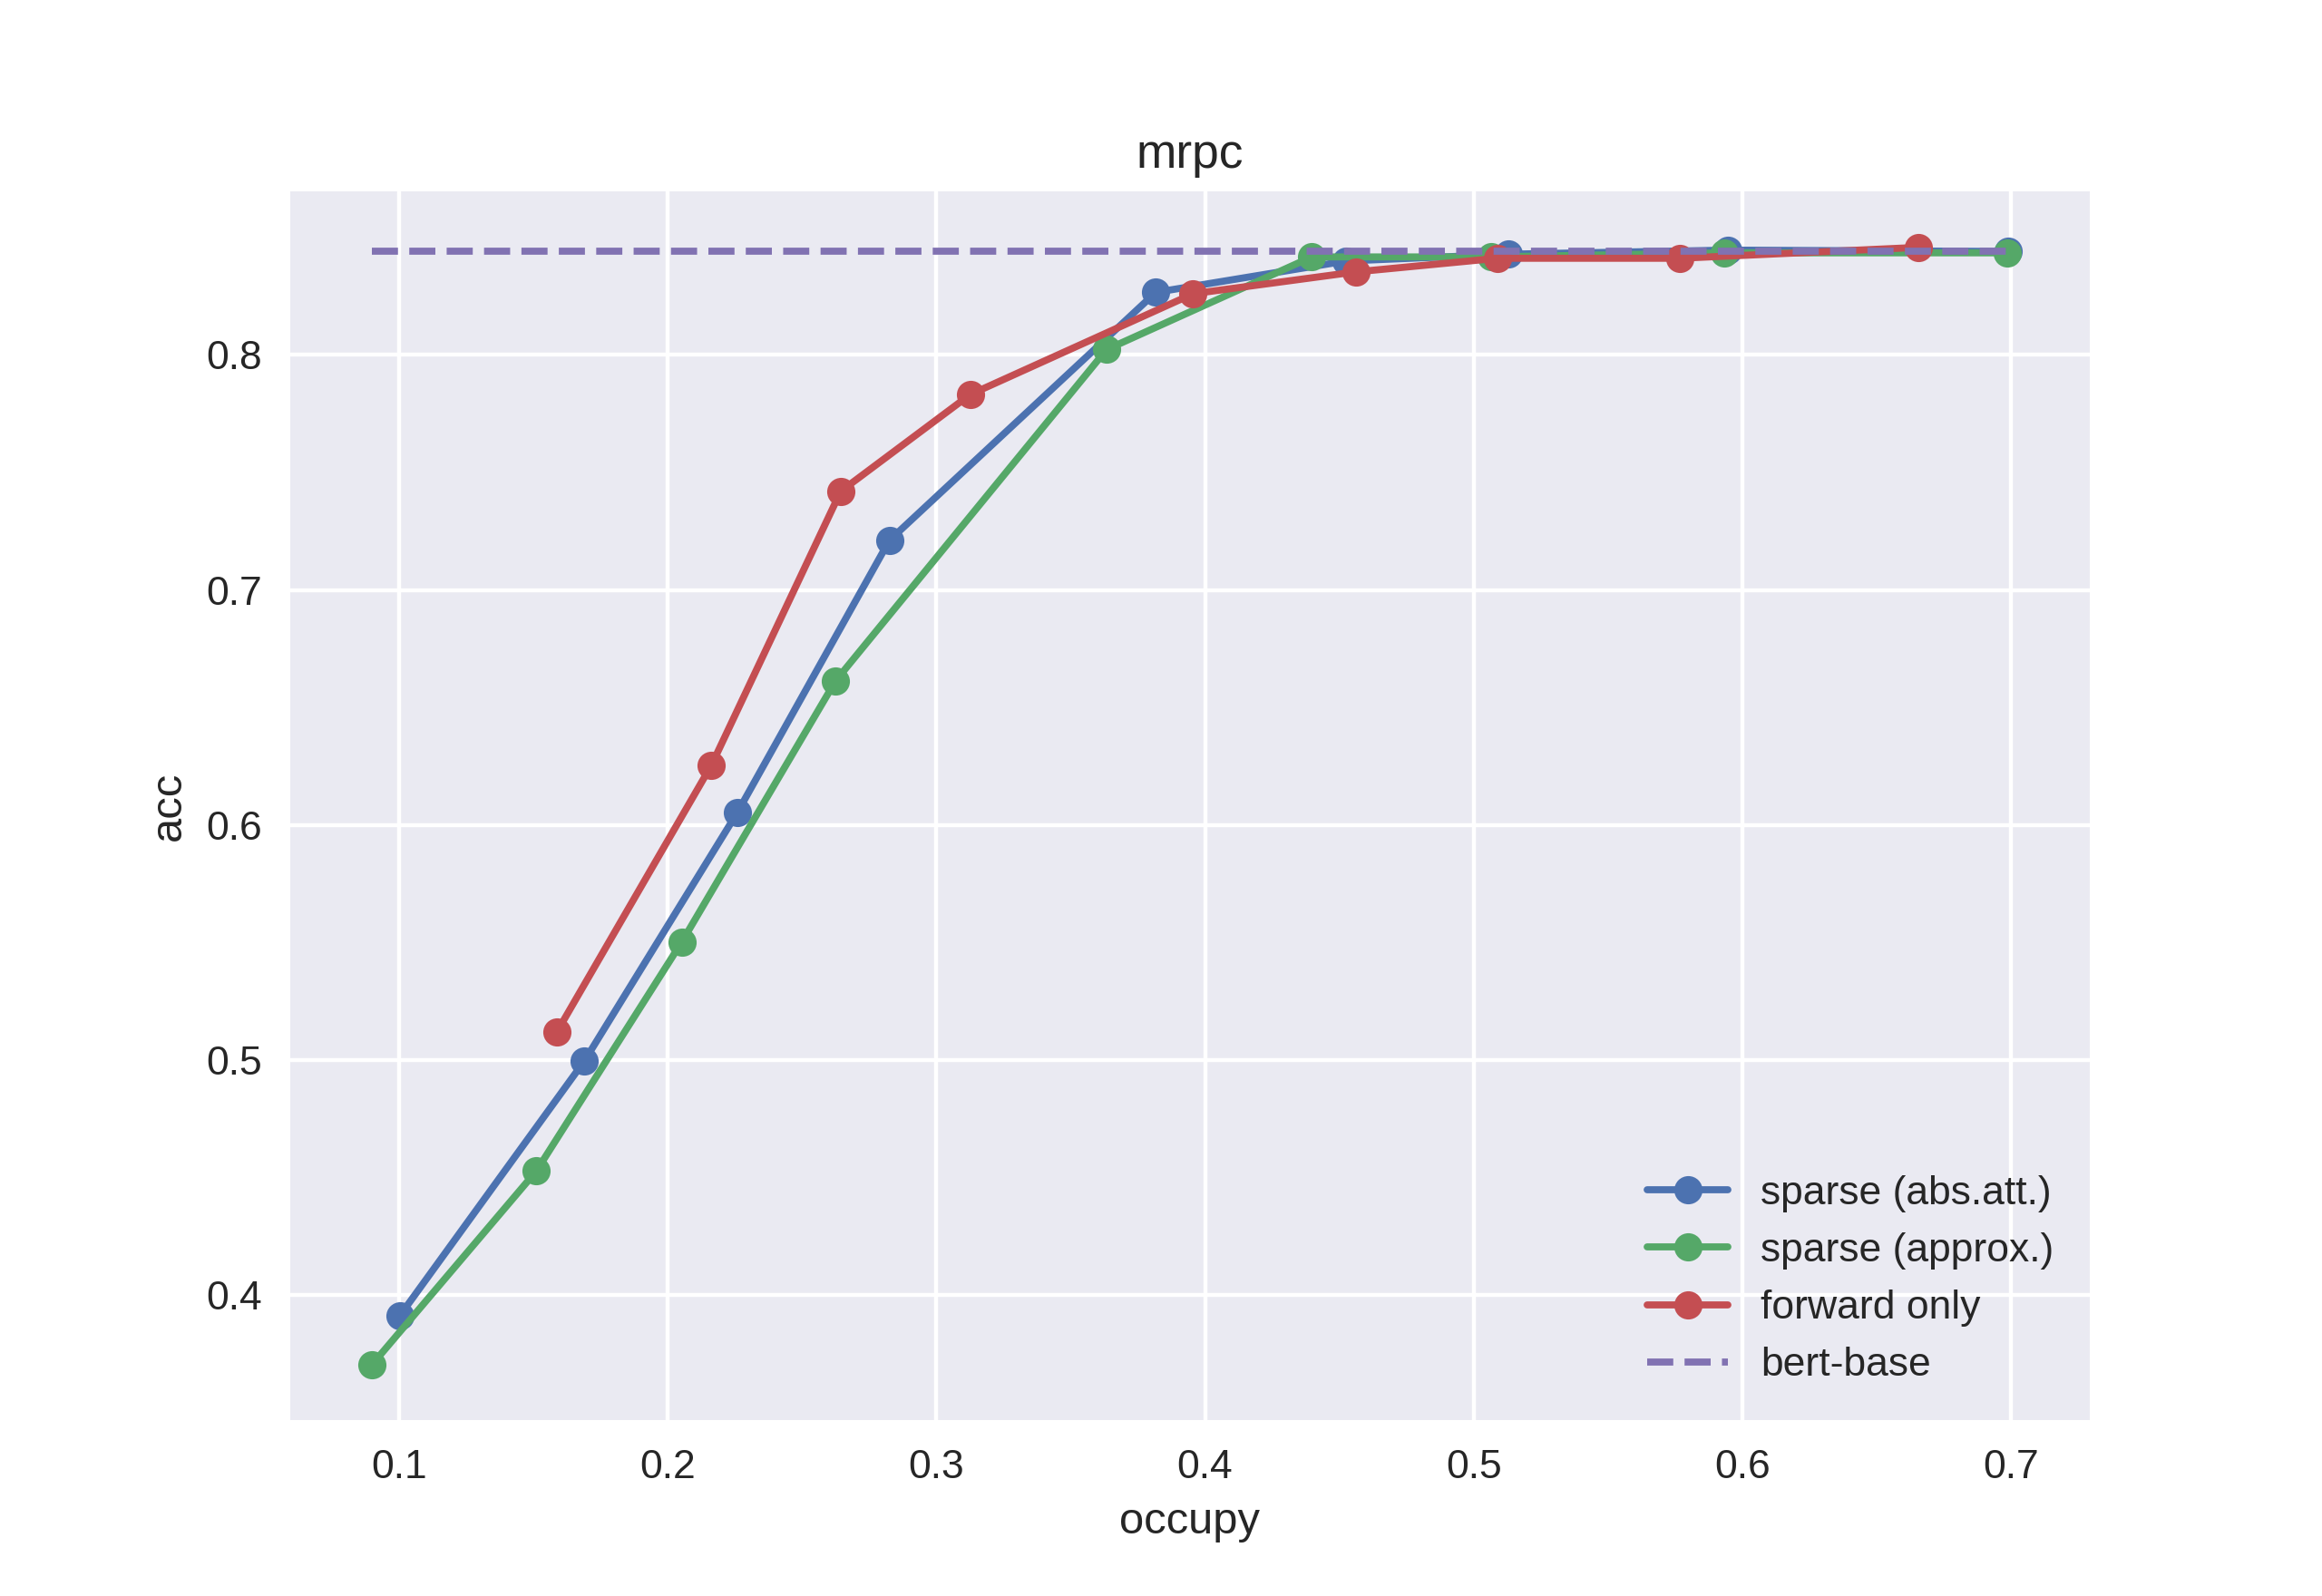 mrpc
acc
0.8
0.7
0.6
0.5
0.4
sparse (abs.att.)
sparse (approx.)
forward only
bert-base
0.1 0.2 0.3 0.4 0.5 0.6 0.7
occupy